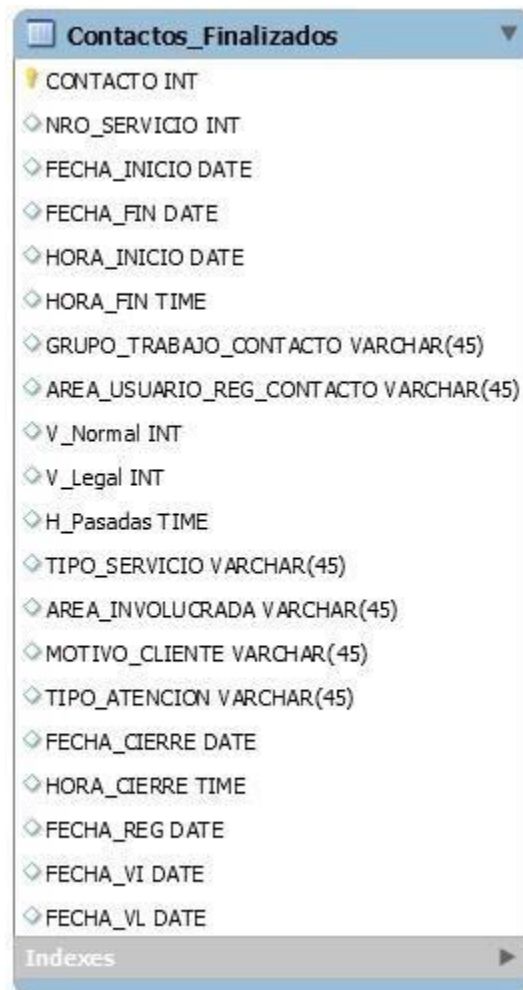 Contactos_Finalizados
CONTACTO INT
NRO_SERVICIO INT
FECHA_INICIO DATE
FECHA_FIN DATE
HORA_INICIO DATE
HORA_FIN TIME
GRUPO_TRABAJO_CONTACTO VARCHAR(45)
AREA_USUARIO_REG_CONTACTO VARCHAR(45)
V_Normal INT
V_Legal INT
H_Pasadas TIME
TIPO_SERVICIO VARCHAR(45)
AREA_INVOLUCRADA VARCHAR(45)
MOTIVO_CLIENTE VARCHAR(45)
TIPO_ATENCION VARCHAR(45)
FECHA_CIERRE DATE
HORA_CIERRE TIME
FECHA_REG DATE
FECHA_VI DATE
FECHA_VL DATE
Indexes